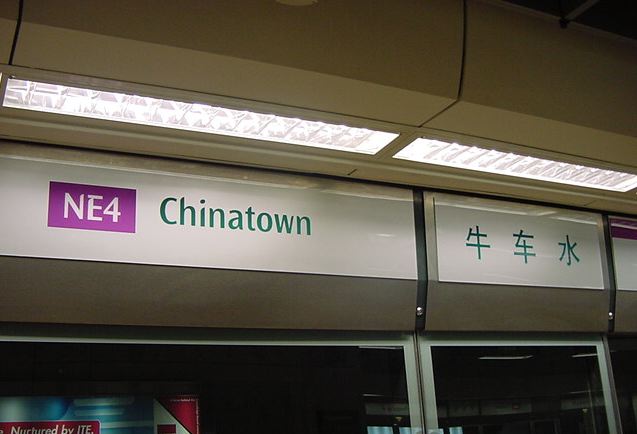 NE4 Chinatown
牛车水
Nurtured by ITE.